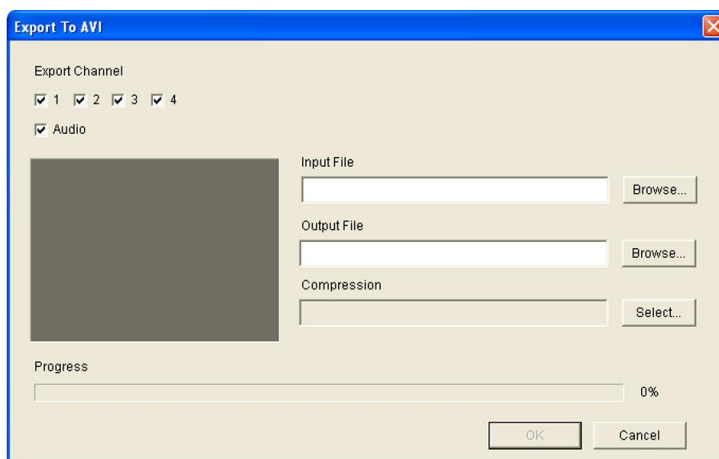 Export To AVI
Export Channel
1 2 3 4
Audio
Input File
Browse...
Output File
Browse...
Compression
Select...
Progress
0%
OK Cancel